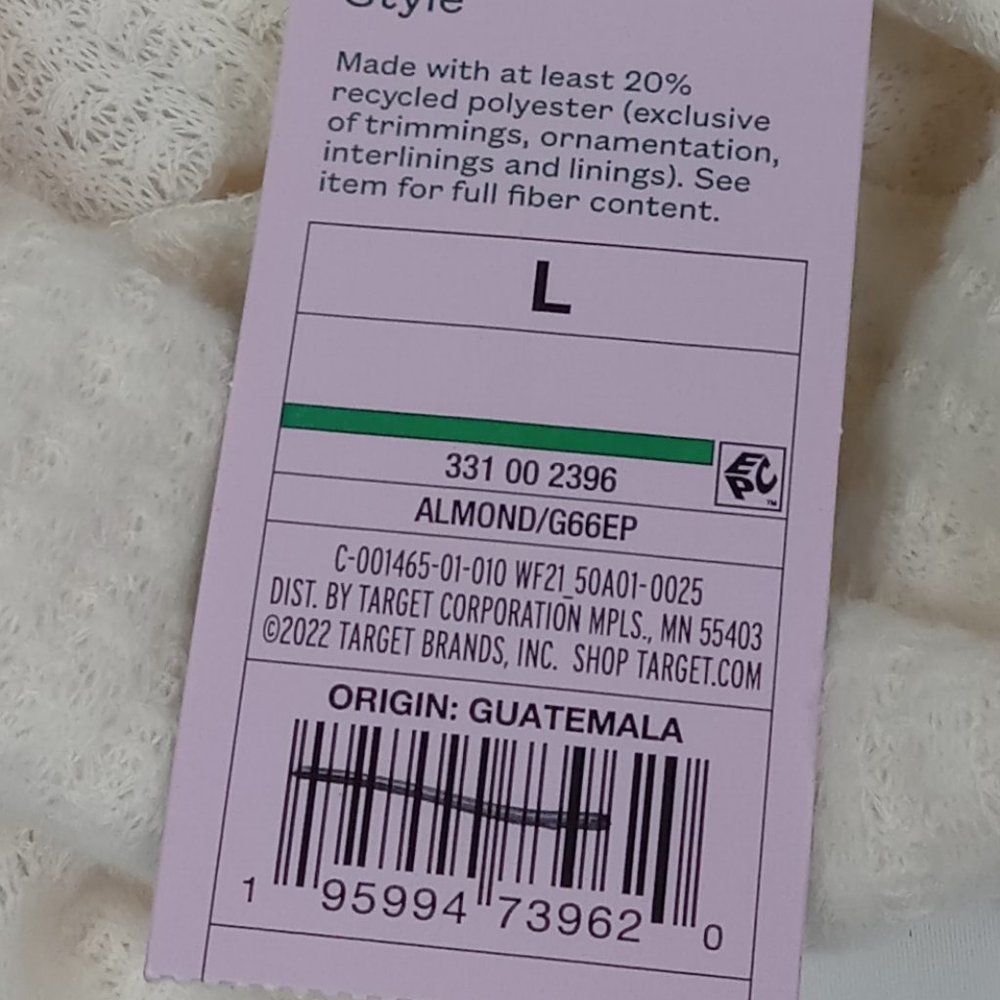 Style
Made with at least 20%
recycled polyester (exclusive
of trimmings, ornamentation,
interlinings and linings). See
item for full fiber content.
L
331 00 2396
ECP™
ALMOND/G66EP
C-001465-01-010 WF21_50A01-0025
DIST. BY TARGET CORPORATION MPLS., MN 55403
©2022 TARGET BRANDS, INC. SHOP TARGET.COM
ORIGIN: GUATEMALA
1 95994 73962 0